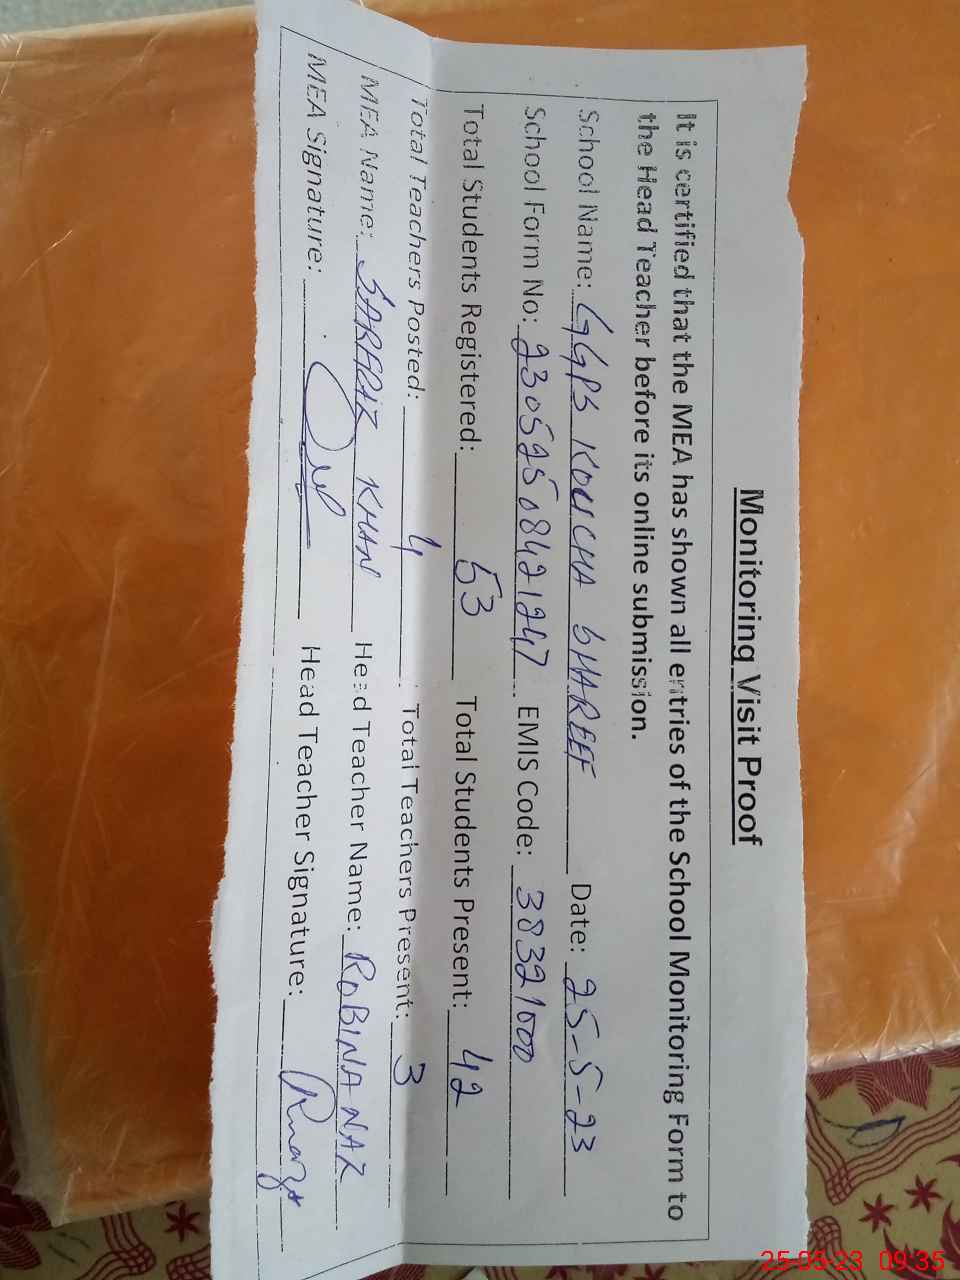 Monitoring Visit Proof
It is certified that the MEA has shown all entries of the School Monitoring Form to
the Head Teacher before its online submission.
School Name: GGPS KOUCHA SHAREEF Date: 25-5-23
School Form No: 23052508421247 EMIS Code: 38321000
Total Students Registered: 53 Total Students Present: 42
Total Teachers Posted: 4 Total Teachers Present: 3
MEA Name: SARFRAZ KHAN Head Teacher Name: ROBINA NAZ
MEA Signature: Head Teacher Signature: Rnaz
25-05-23 09:35